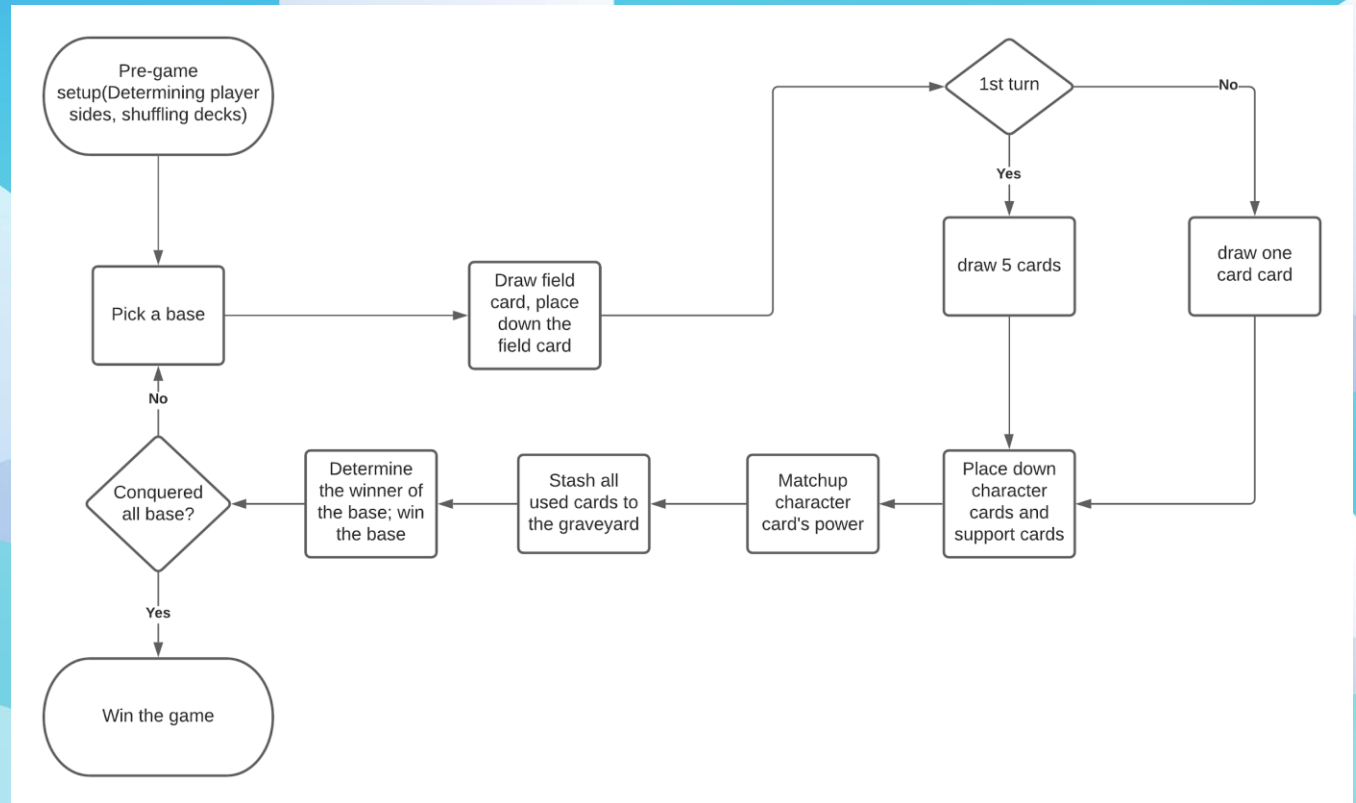 Pre-game
setup(Determining player
sides, shuffling decks)
Pick a base
Draw field
card, place
down the
field card
1st turn
No
Yes
draw 5 cards
draw one
card card
Place down
character
cards and
support cards
Matchup
character
card's power
Stash all
used cards to
the graveyard
Determine
the winner of
the base; win
the base
Conquered
all base?
No
Yes
Win the game